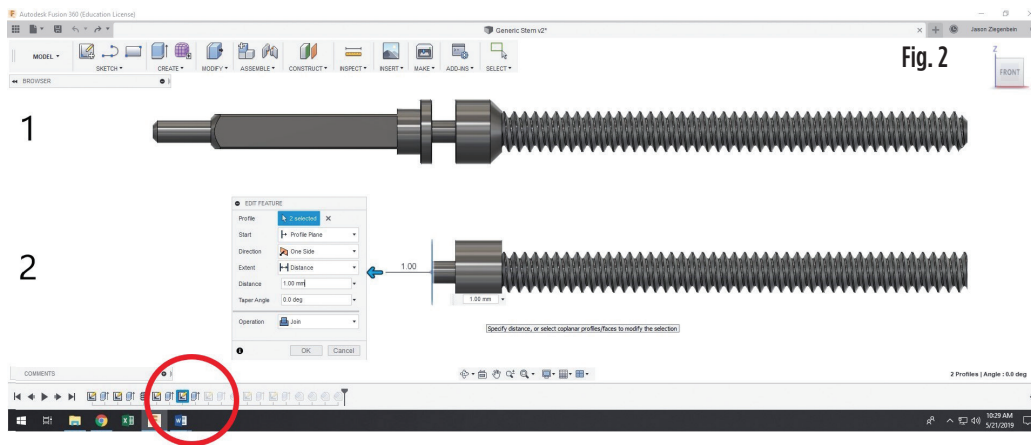 Autodesk Fusion 360 (Education License)
Generic Stem v2*
Jason Ziegenbein
MODEL
SKETCH
CREATE
MODIFY
ASSEMBLE
CONSTRUCT
INSPECT
INSERT
MAKE
ADD-INS
SELECT
Fig. 2
Z
FRONT
BROWSER
1
EDIT FEATURE
Profile 2 selected
Start Profile Plane
Direction One Side
Extent Distance
Distance 1.00 mm
Taper Angle 0.0 deg
Operation Join
OK Cancel
2
1.00
1.00 mm
Specify distance, or select coplanar profiles/faces to modify the selection
COMMENTS
2 Profiles | Angle : 0.0 deg
10:29 AM
5/21/2019